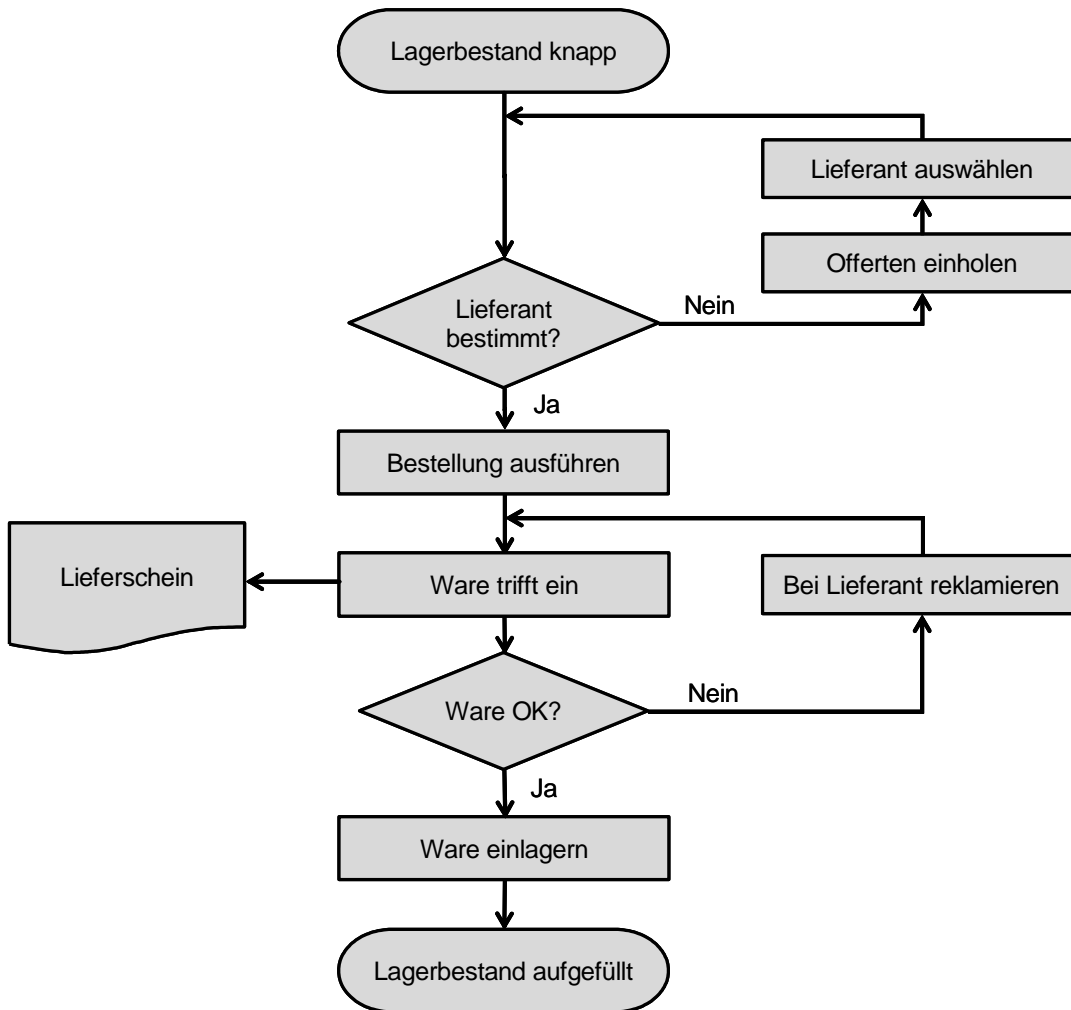 Lagerbestand knapp
Lieferant auswählen
Offerten einholen
Lieferant
bestimmt?
Nein
Ja
Bestellung ausführen
Lieferschein
Ware trifft ein
Bei Lieferant reklamieren
Ware OK?
Nein
Ja
Ware einlagern
Lagerbestand aufgefüllt